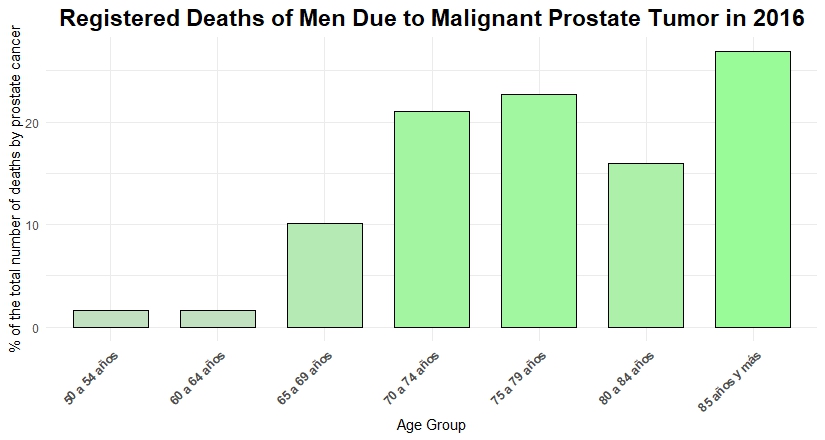 Registered Deaths of Men Due to Malignant Prostate Tumor in 2016
% of the total number of deaths by prostate cancer
20
10
0
50 a 54 años
60 a 64 años
65 a 69 años
70 a 74 años
75 a 79 años
80 a 84 años
85 años y más
Age Group